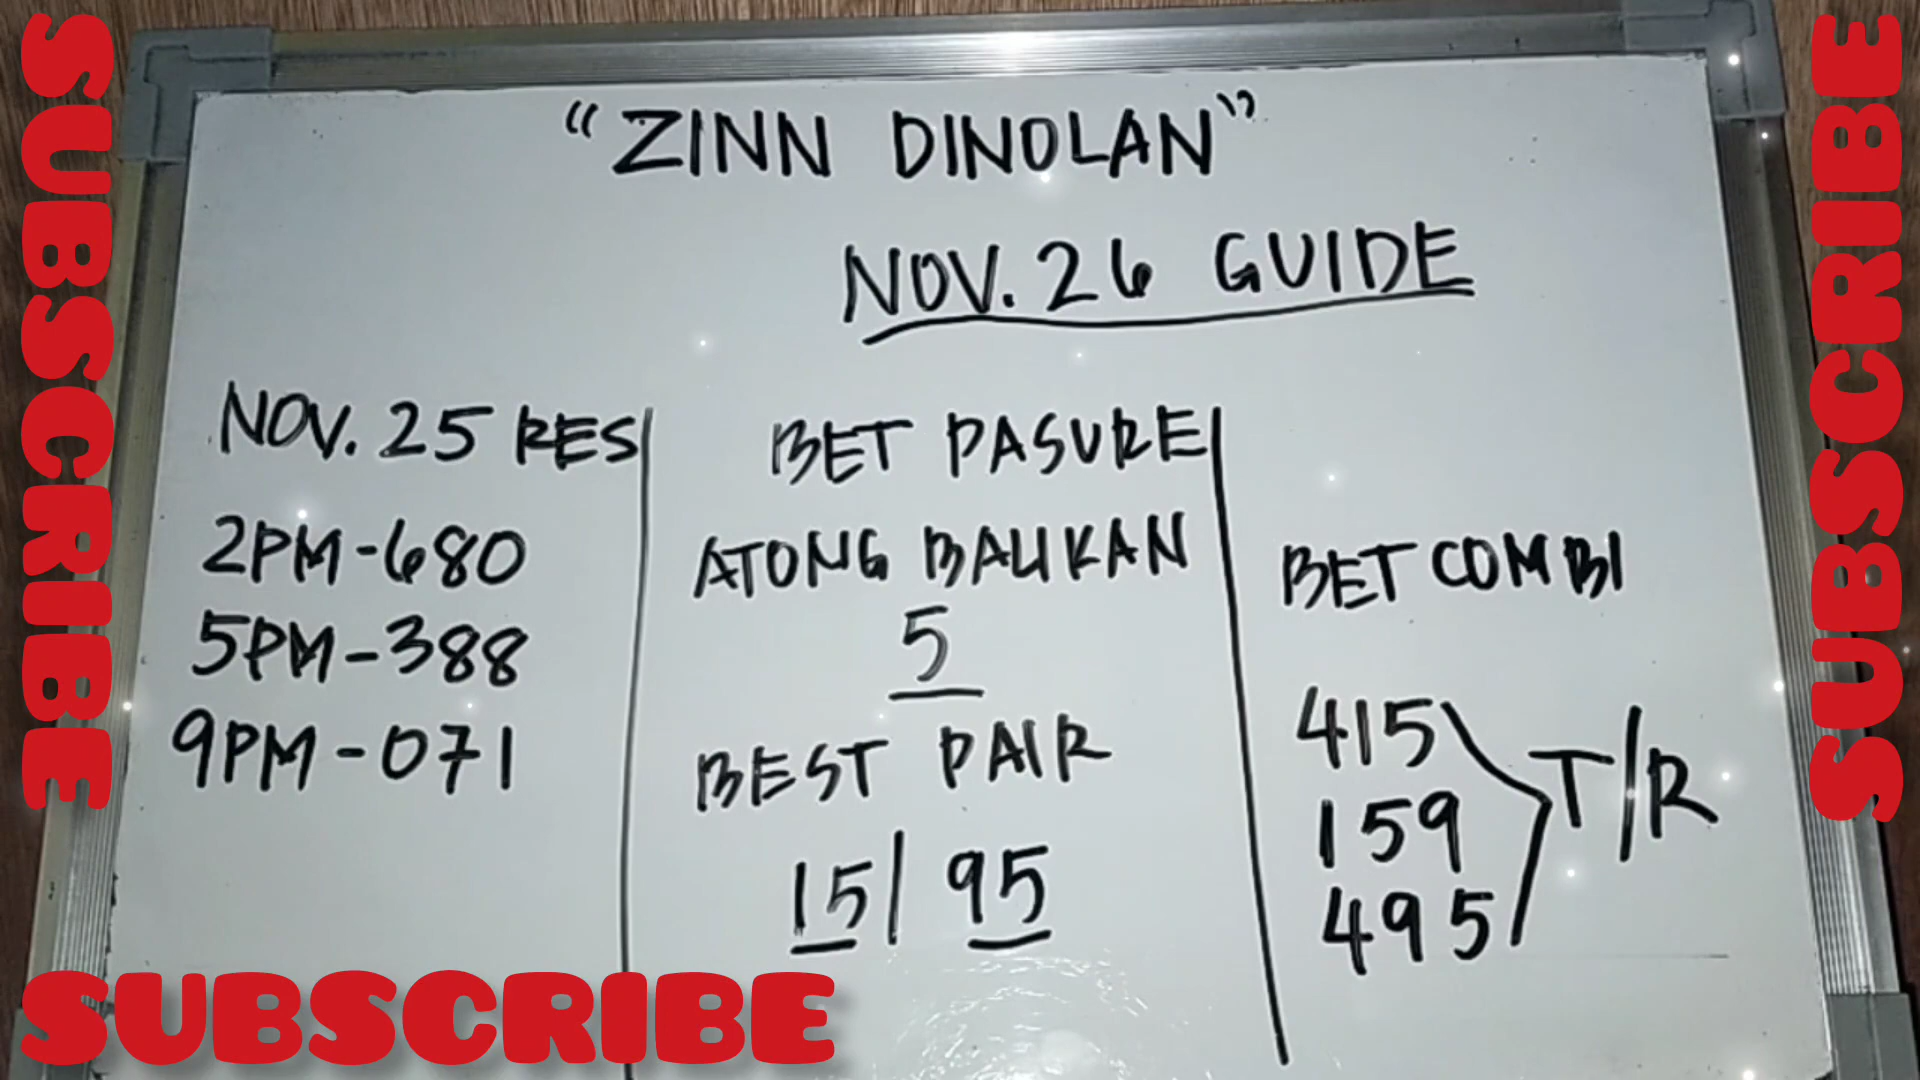 "ZINN DINOLAN"
NOV. 26 GUIDE
NOV. 25 RES
2PM-680
5PM-388
9PM-071
BET PASURE
ATONG BALIKAN
5
BEST PAIR
15/ 95
BET COMBI
415
159
495
T/R
SUBSCRIBE
SUBSCRIBE
SUBSCRIBE